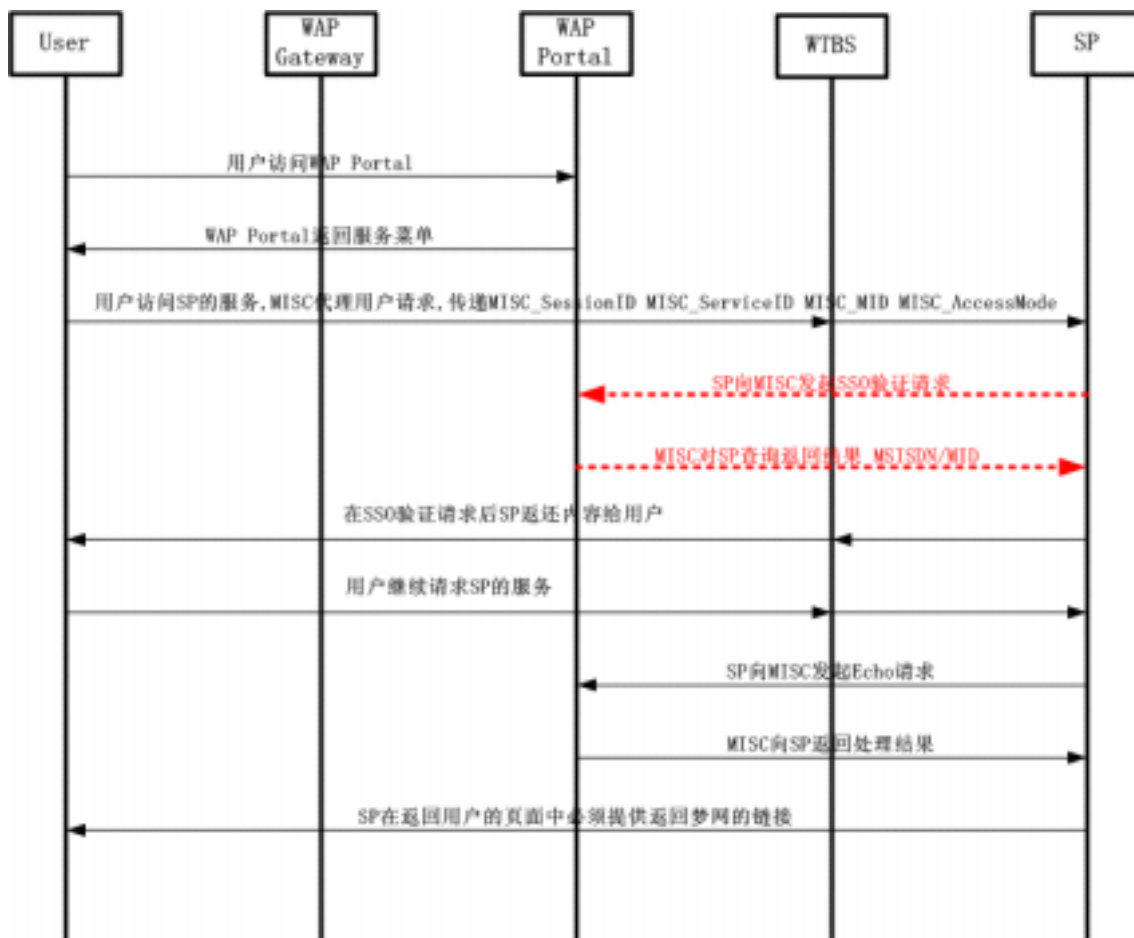 User
WAP
Gateway
WAP
Portal
WTBS
SP
用户访问WAP Portal
WAP Portal返回服务菜单
用户访问SP的服务,MISC代理用户请求,传递MISC_SessionID MISC_ServiceID MISC_MID MISC_AccessMode
SP向MISC发起SSO验证请求
MISC对SP查询返回结果 MSISDN/MID
在SSO验证请求后SP返还内容给用户
用户继续请求SP的服务
SP向MISC发起Echo请求
MISC向SP返回处理结果
SP在返回用户的页面中必须提供返回梦网的链接